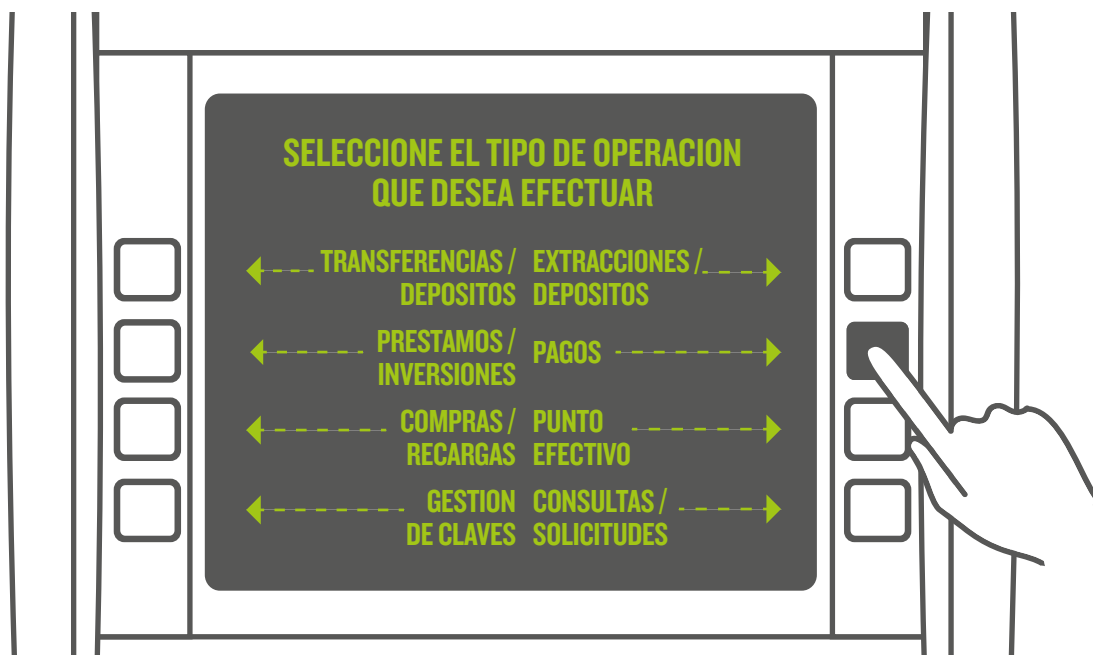 SELECCIONE EL TIPO DE OPERACION
QUE DESEA EFECTUAR
TRANSFERENCIAS /
DEPOSITOS
EXTRACCIONES /
DEPOSITOS
PRESTAMOS /
INVERSIONES
PAGOS
COMPRAS /
RECARGAS
PUNTO
EFECTIVO
GESTION
DE CLAVES
CONSULTAS /
SOLICITUDES